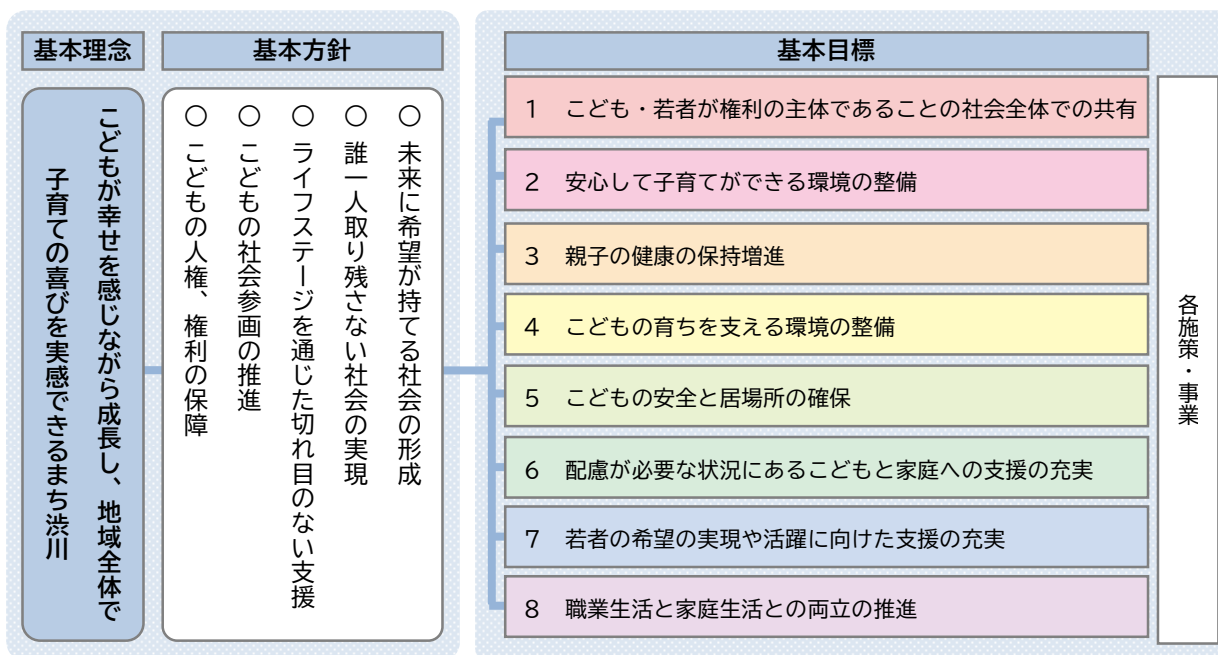 基本理念
こどもが幸せを感じながら成長し、地域全体で
子育ての喜びを実感できるまち渋川
基本方針
○ 未来に希望が持てる社会の形成
○ 誰一人取り残さない社会の実現
○ ライフステージを通じた切れ目のない支援
○ こどもの社会参画の推進
○ こどもの人権、権利の保障
基本目標
1 こども・若者が権利の主体であることの社会全体での共有
2 安心して子育てができる環境の整備
3 親子の健康の保持増進
4 こどもの育ちを支える環境の整備
5 こどもの安全と居場所の確保
6 配慮が必要な状況にあるこどもと家庭への支援の充実
7 若者の希望の実現や活躍に向けた支援の充実
8 職業生活と家庭生活との両立の推進
各施策・事業